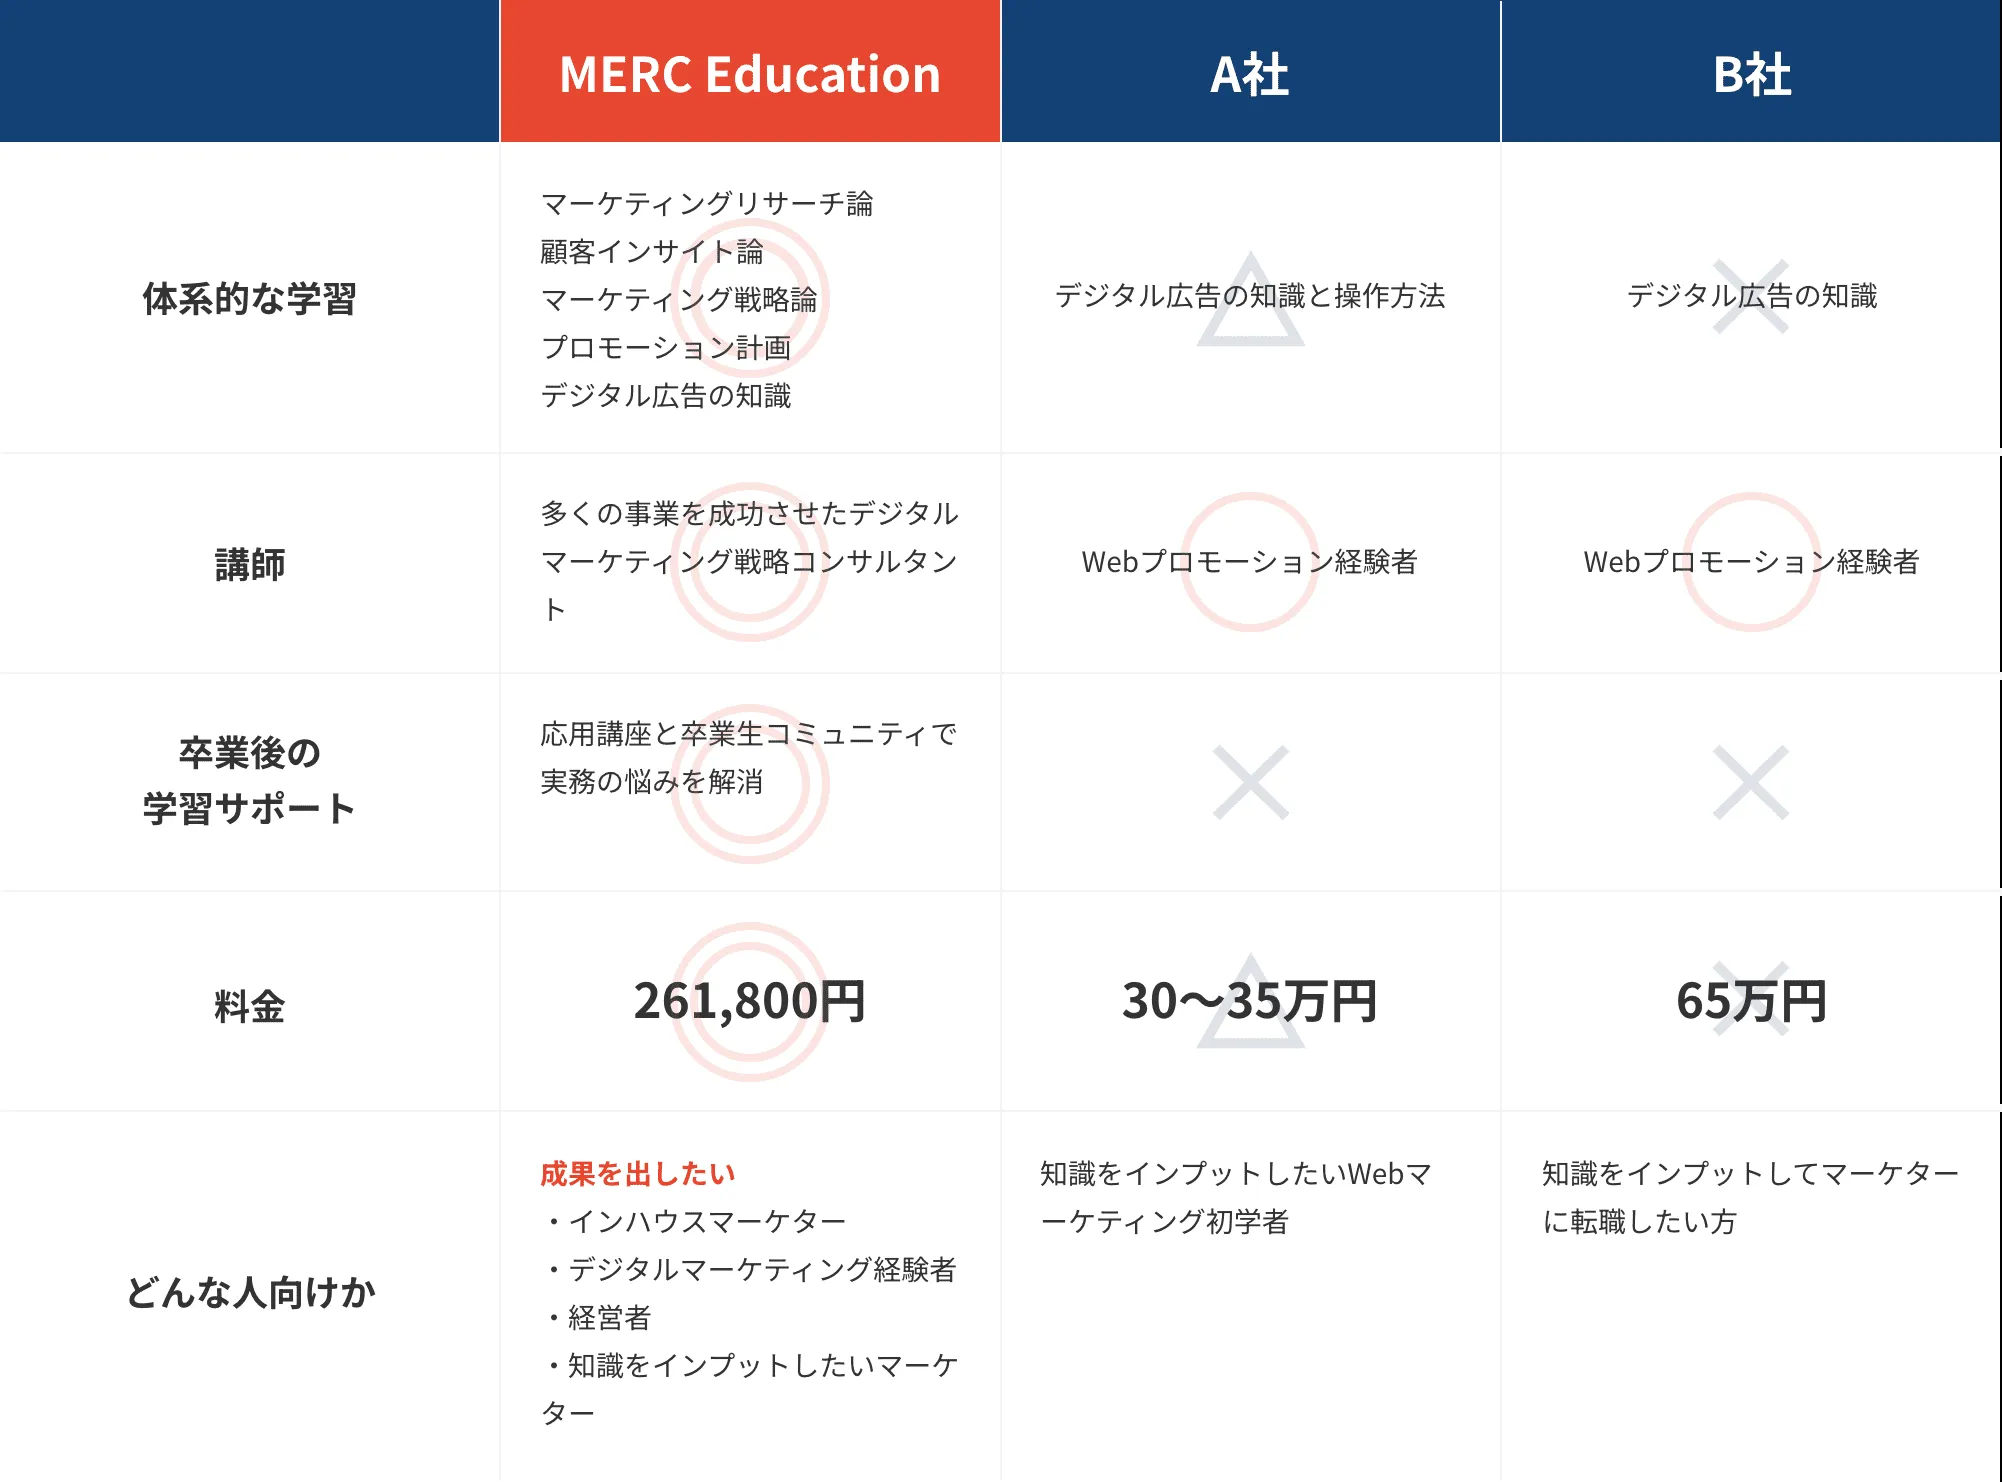 MERC Education
A社
B社
体系的な学習
マーケティングリサーチ論
顧客インサイト論
マーケティング戦略論
プロモーション計画
デジタル広告の知識
デジタル広告の知識と操作方法
デジタル広告の知識
講師
多くの事業を成功させたデジタル
マーケティング戦略コンサルタン
ト
Webプロモーション経験者
Webプロモーション経験者
卒業後の
学習サポート
応用講座と卒業生コミュニティで
実務の悩みを解消
料金
261,800円
30〜35万円
65万円
どんな人向けか
成果を出したい
・インハウスマーケター
・デジタルマーケティング経験者
・経営者
・知識をインプットしたいマーケ
ター
知識をインプットしたいWebマ
ーケティング初学者
知識をインプットしてマーケター
に転職したい方